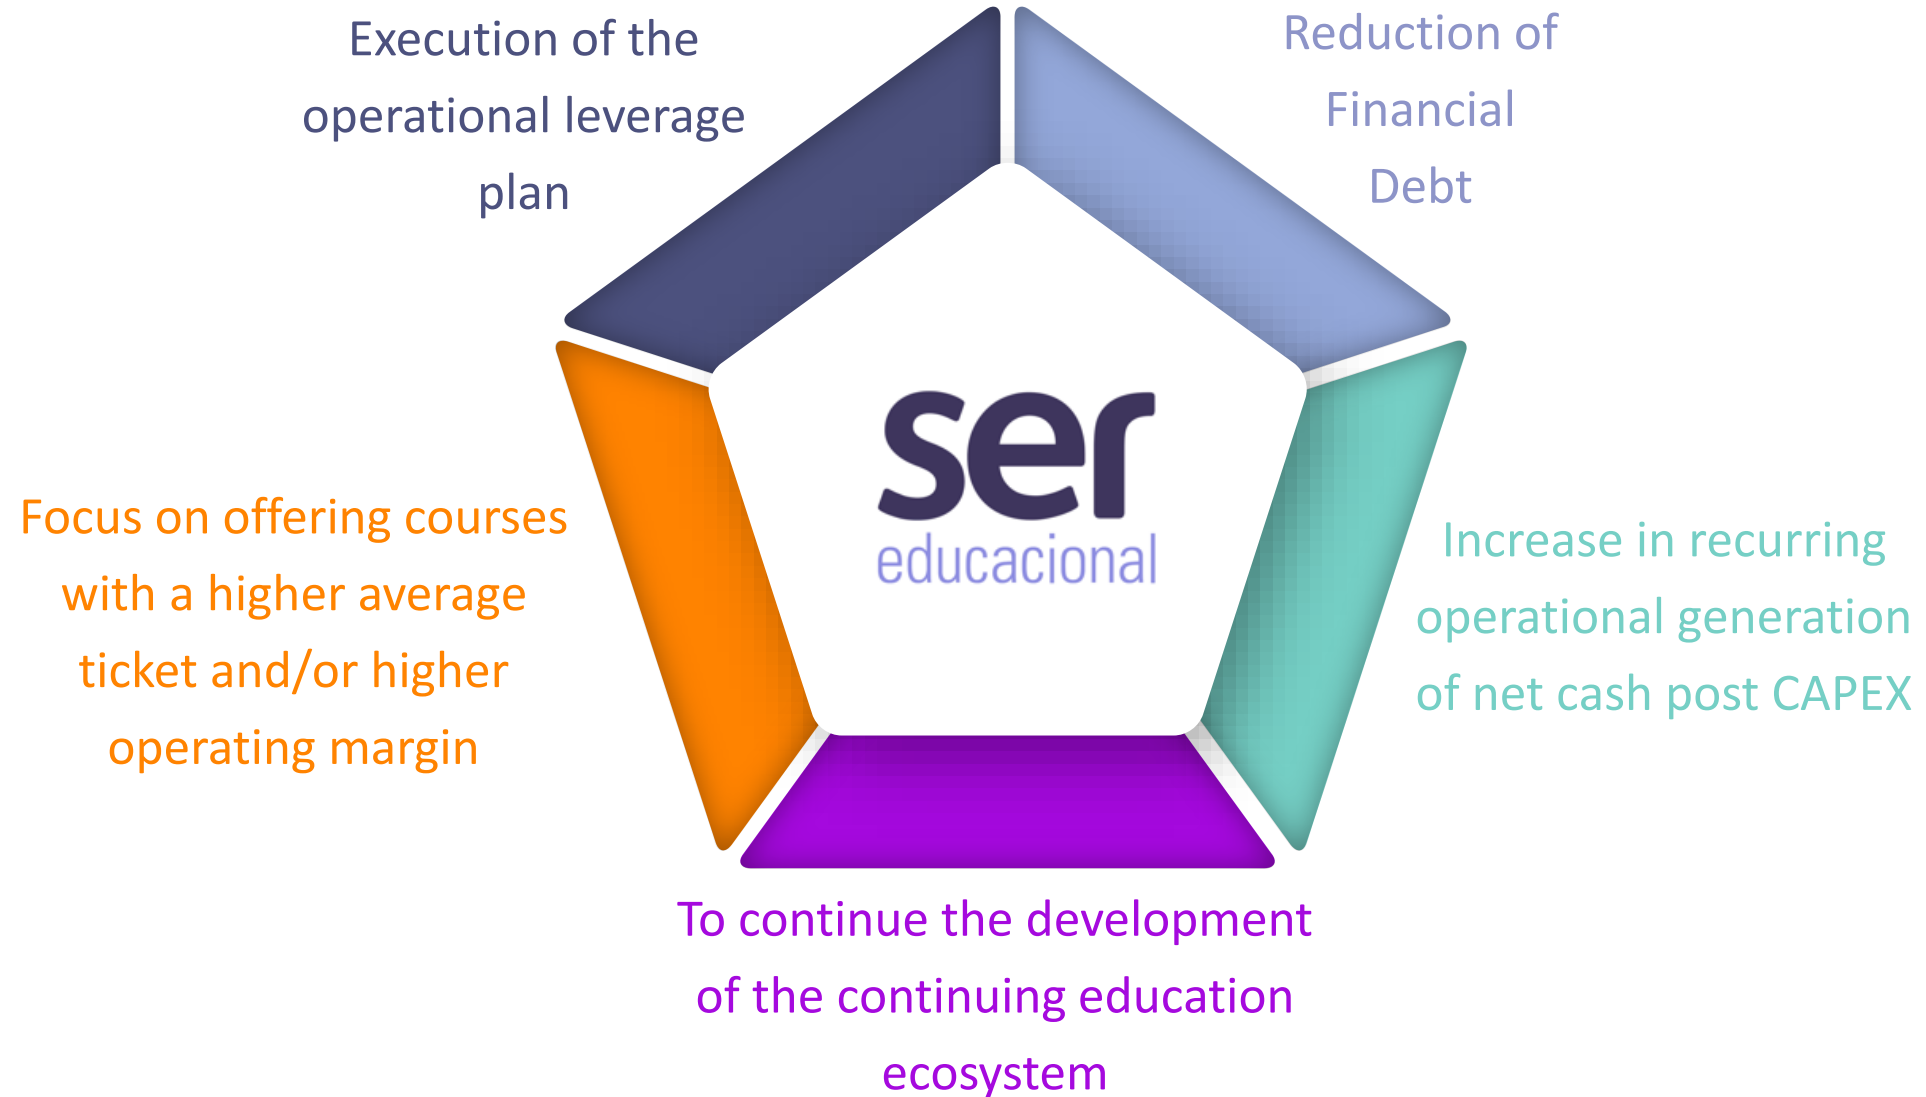 Execution of the
operational leverage
plan
Reduction of
Financial
Debt
ser
educacional
Focus on offering courses
with a higher average
ticket and/or higher
operating margin
Increase in recurring
operational generation
of net cash post CAPEX
To continue the development
of the continuing education
ecosystem